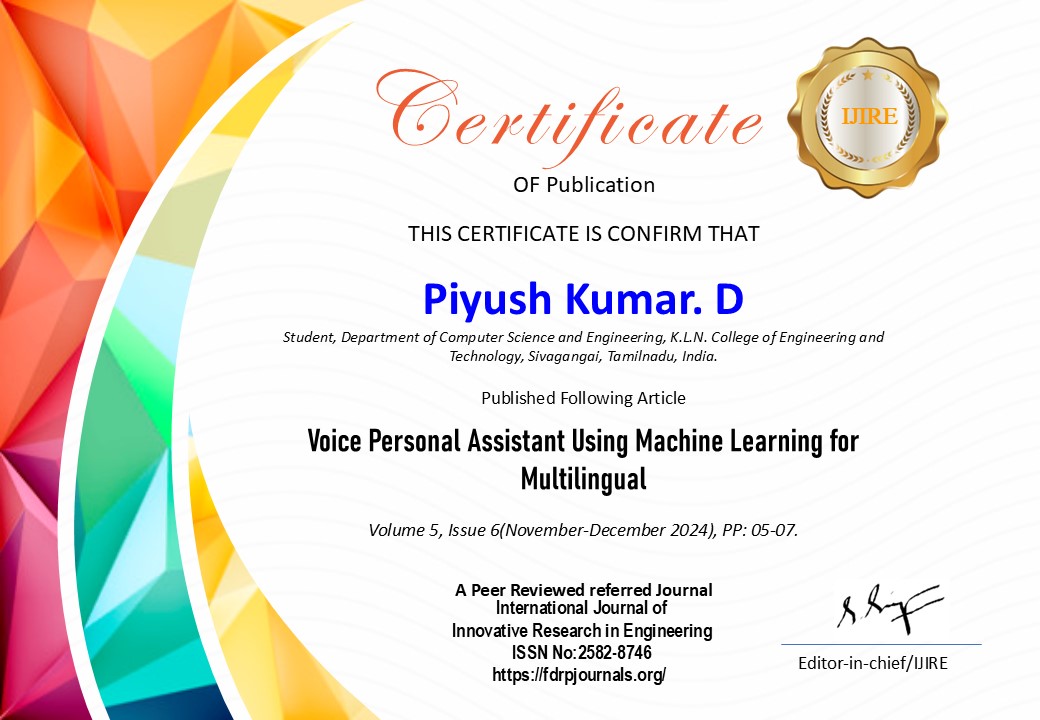 Certificate
IJIRE
OF Publication
THIS CERTIFICATE IS CONFIRM THAT
Piyush Kumar. D
Student, Department of Computer Science and Engineering, K.L.N. College of Engineering and
Technology, Sivagangai, Tamilnadu, India.
Published Following Article
Voice Personal Assistant Using Machine Learning for
Multilingual
Volume 5, Issue 6(November-December 2024), PP: 05-07.
A Peer Reviewed referred Journal
International Journal of
Innovative Research in Engineering
ISSN No:2582-8746
https://fdrpjournals.org/
Editor-in-chief/IJIRE